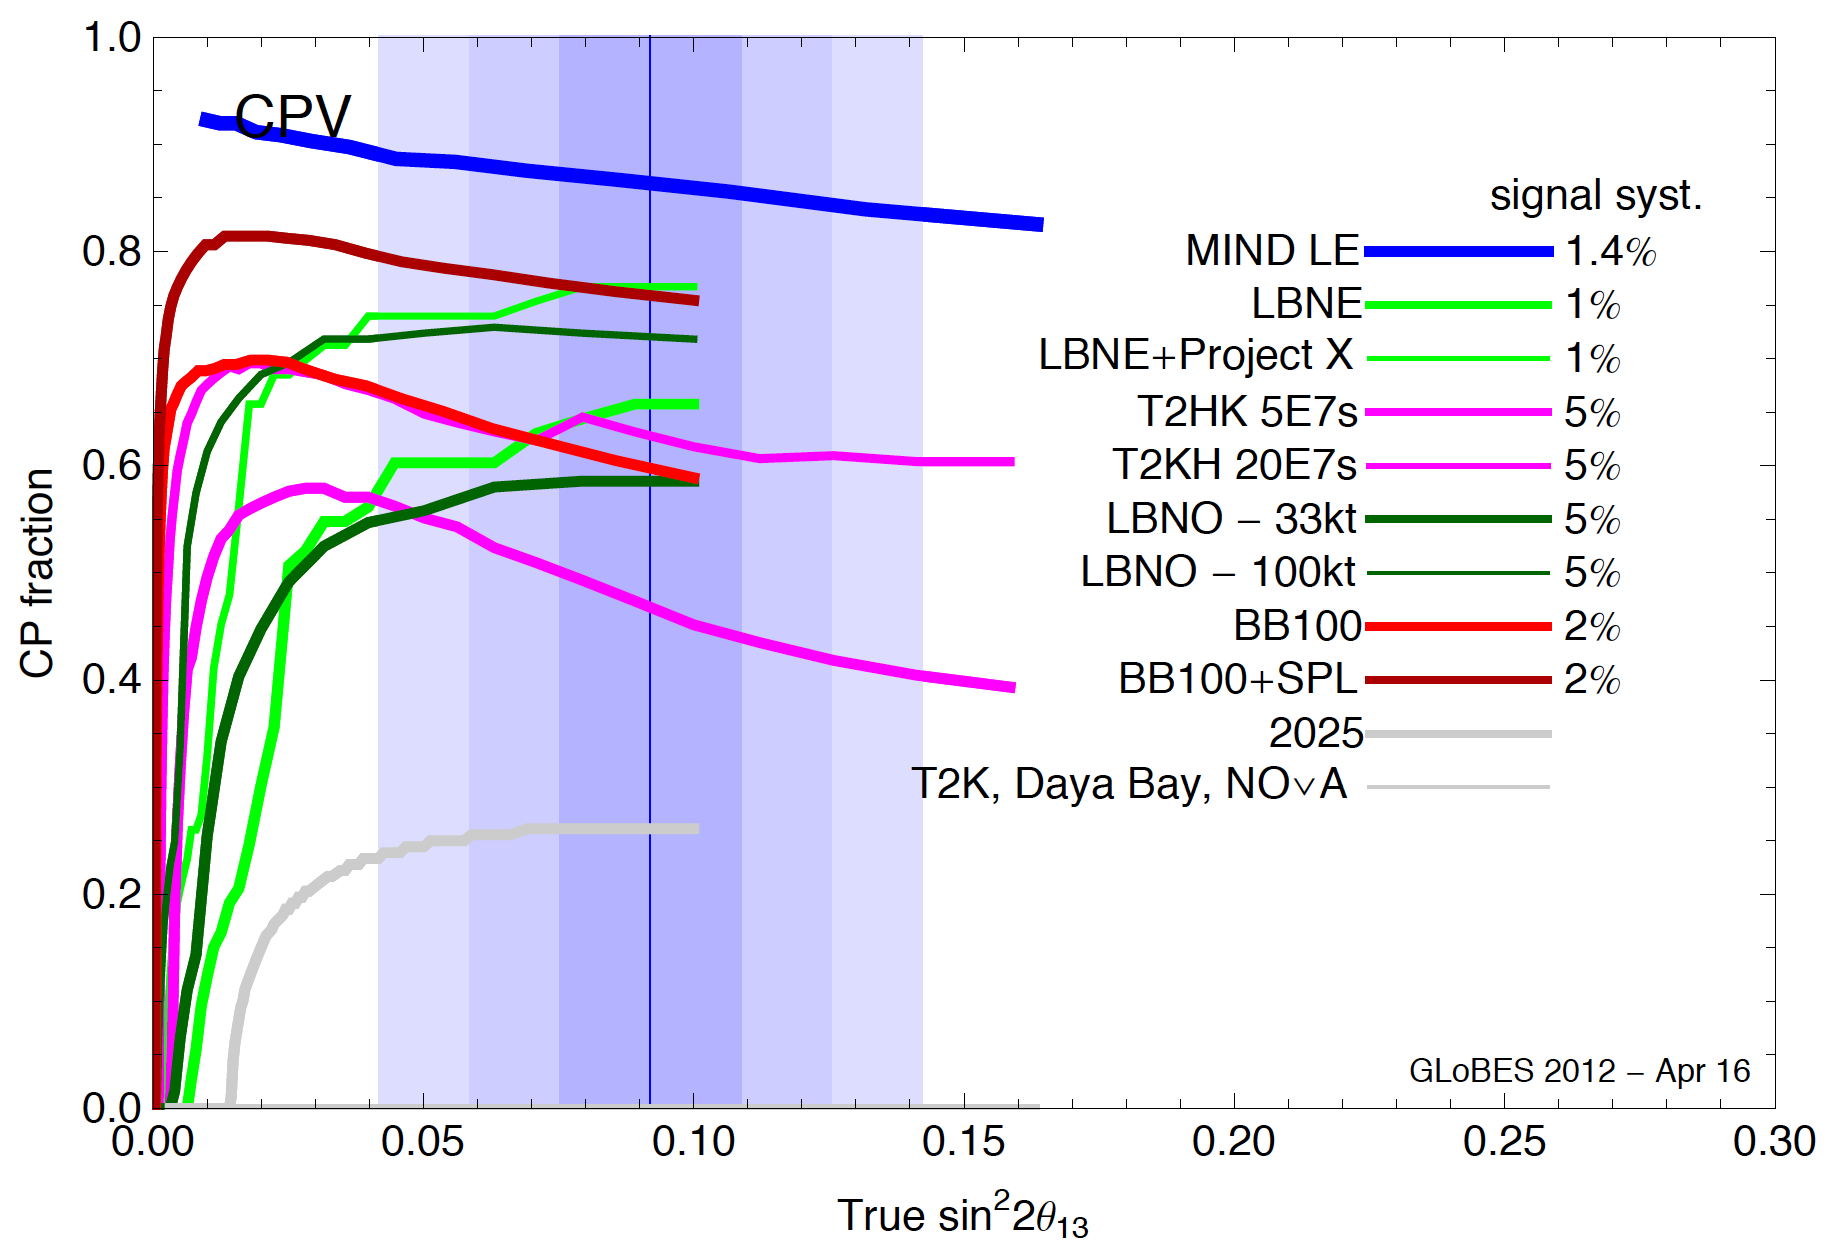 1.0
CPV
signal syst.
0.8
MIND LE 1.4%
LBNE 1%
LBNE+Project X 1%
T2HK 5E7s 5%
0.6
T2KH 20E7s 5%
LBNO – 33kt 5%
LBNO – 100kt 5%
CP fraction
BB100 2%
0.4
BB100+SPL 2%
2025
T2K, Daya Bay, NOνA
0.2
GLoBES 2012 – Apr 16
0.0
0.00 0.05 0.10 0.15 0.20 0.25 0.30
True sin²2θ₁₃